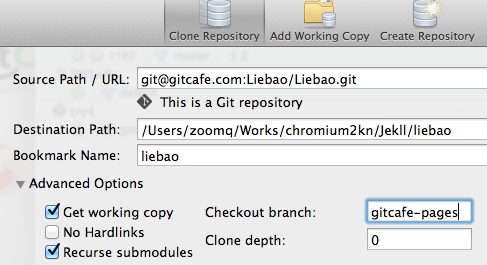 Clone Repository Add Working Copy Create Repository
Source Path / URL: git@gitcafe.com:Liebao/Liebao.git
This is a Git repository
Destination Path: /Users/zoomq/Works/chromium2kn/Jekll/liebao
Bookmark Name: liebao
Advanced Options
Get working copy Checkout branch: gitcafe-pages
No Hardlinks Clone depth: 0
Recurse submodules